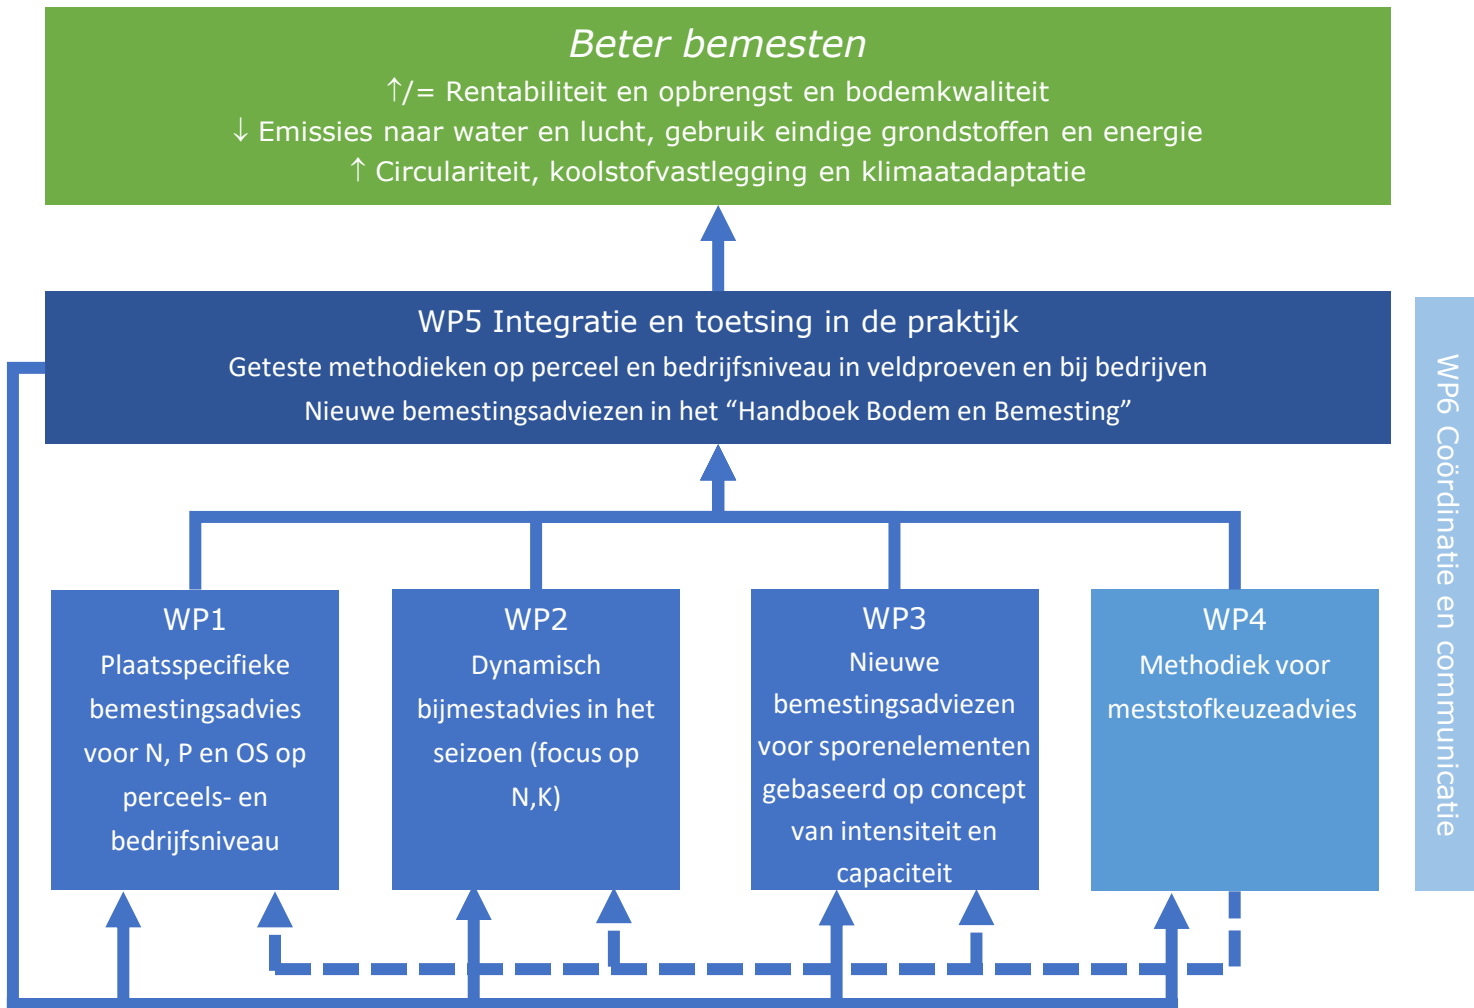 Beter bemesten
↑/= Rentabiliteit en opbrengst en bodemkwaliteit
↓ Emissies naar water en lucht, gebruik eindige grondstoffen en energie
↑ Circulariteit, koolstofvastlegging en klimaatadaptatie
WP5 Integratie en toetsing in de praktijk
Geteste methodieken op perceel en bedrijfsniveau in veldproeven en bij bedrijven
Nieuwe bemestingsadviezen in het “Handboek Bodem en Bemesting”
WP6 Coördinatie en communicatie
WP1
Plaatsspecifieke
bemestingsadvies
voor N, P en OS op
perceels- en
bedrijfsniveau
WP2
Dynamisch
bijmestadvies in het
seizoen (focus op
N,K)
WP3
Nieuwe
bemestingsadviezen
voor sporenelementen
gebaseerd op concept
van intensiteit en
capaciteit
WP4
Methodiek voor
meststofkeuzeadvies